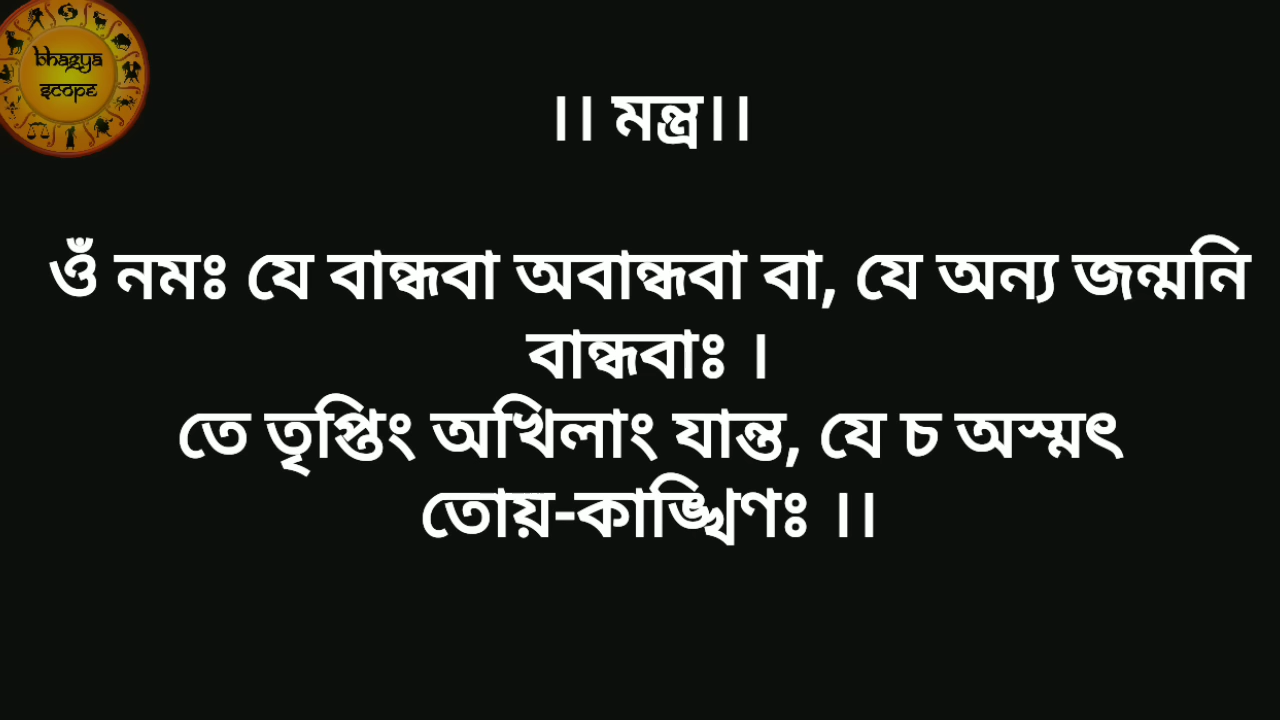 bhagya
scope
।। মন্ত্র।।
ওঁ নমঃ যে বান্ধবা অবান্ধবা বা, যে অন্য জন্মনি
বান্ধবাঃ ।
তে তৃপ্তিং অখিলাং যান্ত, যে চ অস্মৎ
তোয়-কাঙ্খিণঃ ।।